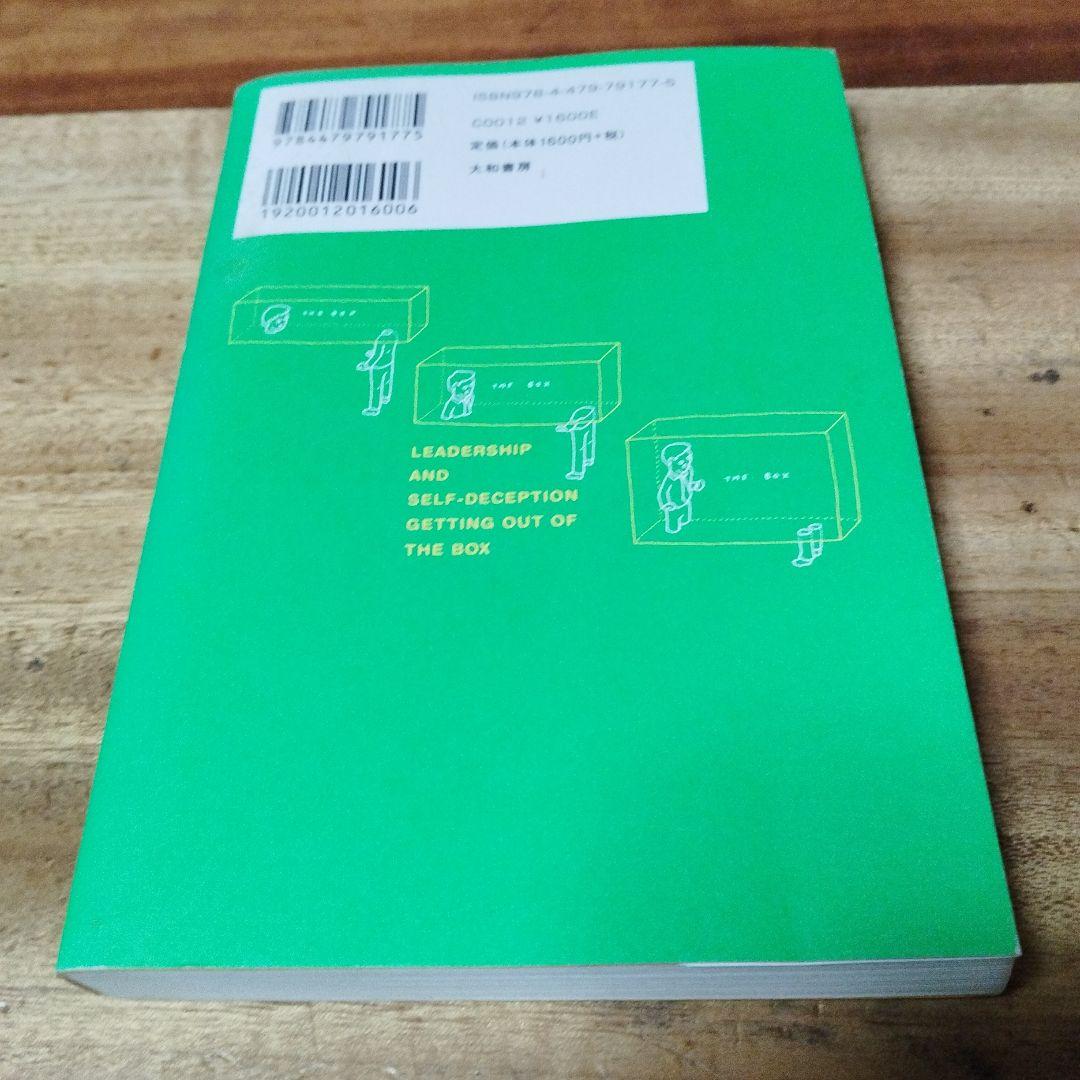 ISBN978-4-479-79177-5
9784479791775
C0012 ¥1600E
定価(本体1600円+税)
大和書房
1920012016006
THE BOX
THE BOX
THE BOX
LEADERSHIP
AND
SELF-DECEPTION
GETTING OUT OF
THE BOX